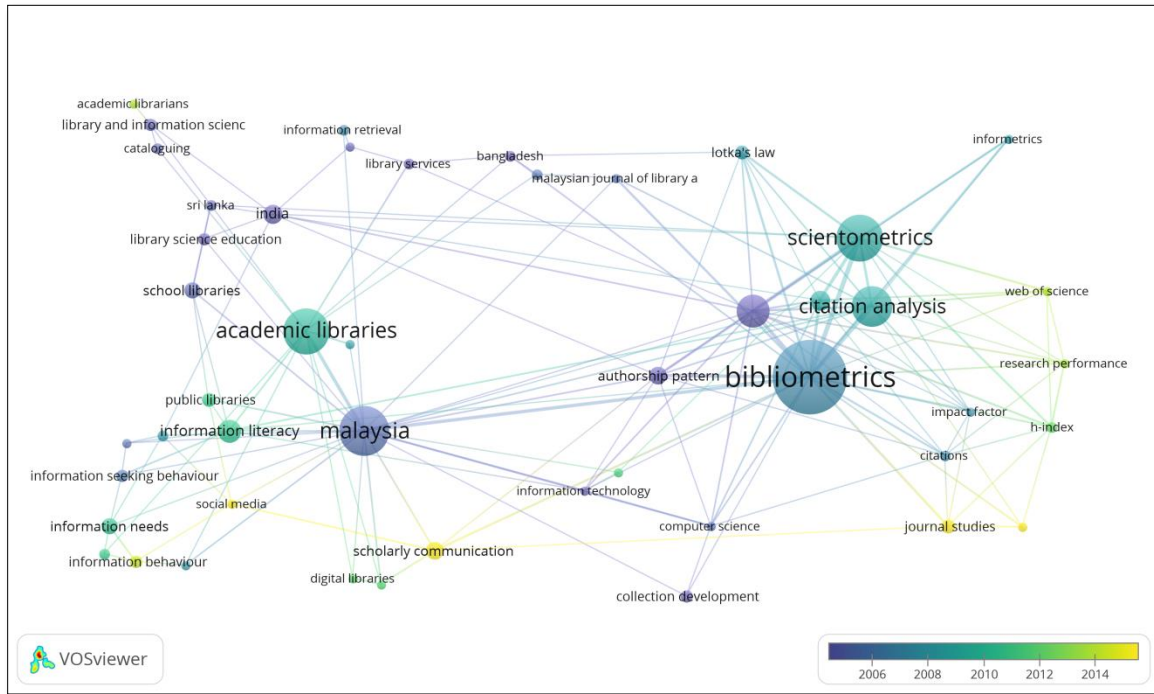 academic librarians
library and information scienc
cataloguing
information retrieval
library services
bangladesh
malaysian journal of library a
lotka's law
informetrics
sri lanka
india
library science education
school libraries
scientometrics
web of science
citation analysis
academic libraries
research performance
authorship pattern
bibliometrics
public libraries
impact factor
information literacy
malaysia
h-index
citations
information seeking behaviour
information technology
social media
information needs
computer science
journal studies
scholarly communication
information behaviour
digital libraries
collection development
VOSviewer
2006 2008 2010 2012 2014